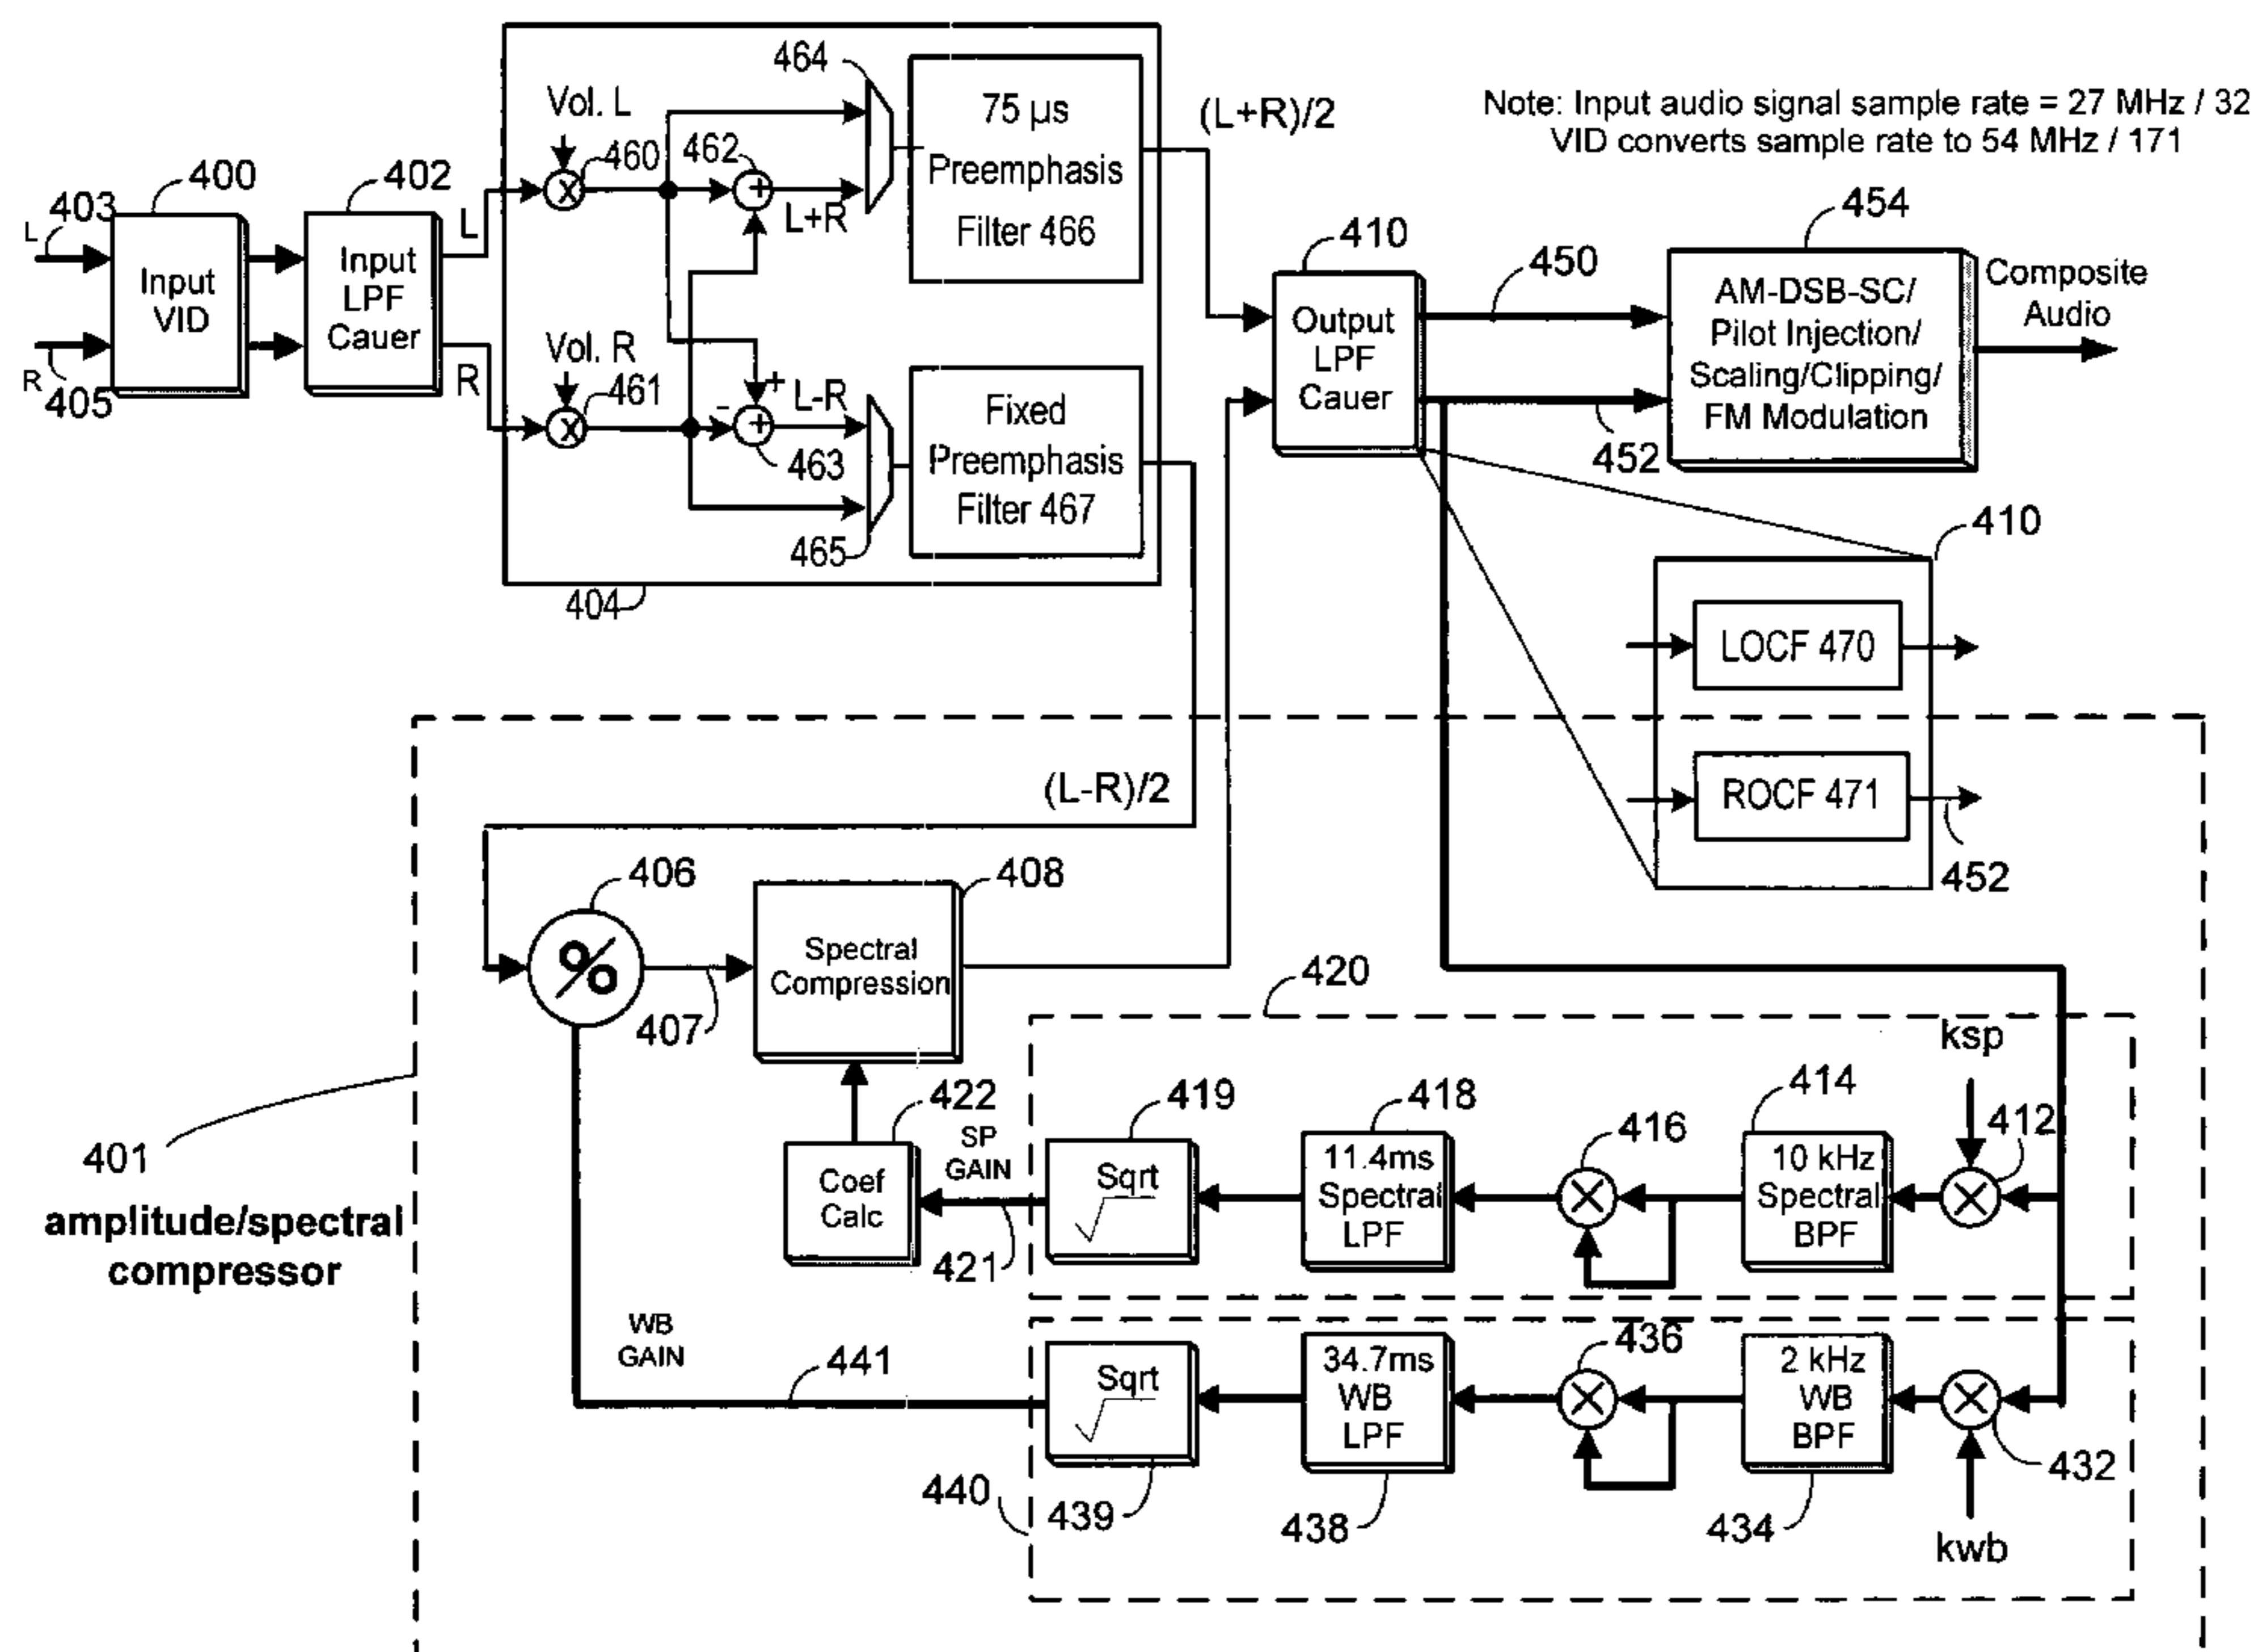 464
Vol. L
75 µs
Preemphasis
Filter 466
(L+R)/2
Note: Input audio signal sample rate = 27 MHz / 32
VID converts sample rate to 54 MHz / 171
460
462
x
+
L+R
403
400
402
L
R
405
Input
VID
Input
LPF
Cauer
L
R
Vol. R
461
x
+
-
L-R
+
463
465
404
Fixed
Preemphasis
Filter 467
410
Output
LPF
Cauer
450
452
454
AM-DSB-SC/
Pilot Injection/
Scaling/Clipping/
FM Modulation
Composite
Audio
410
LOCF 470
ROCF 471
452
(L-R)/2
406
%
407
408
Spectral
Compression
420
ksp
422
SP
GAIN
Coef
Calc
421
419
Sqrt
√
418
11.4ms
Spectral
LPF
416
414
10 kHz
Spectral
BPF
412
401
amplitude/spectral
compressor
WB
GAIN
441
440
Sqrt
√
439
34.7ms
WB
LPF
438
436
2 kHz
WB
BPF
434
432
kwb